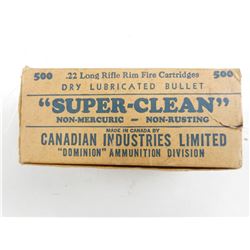 500 .22 Long Rifle Rim Fire Cartridges 500
DRY LUBRICATED BULLET
"SUPER-CLEAN"
NON-MERCURIC - NON-RUSTING
MADE IN CANADA BY
CANADIAN INDUSTRIES LIMITED
"DOMINION" AMMUNITION DIVISION